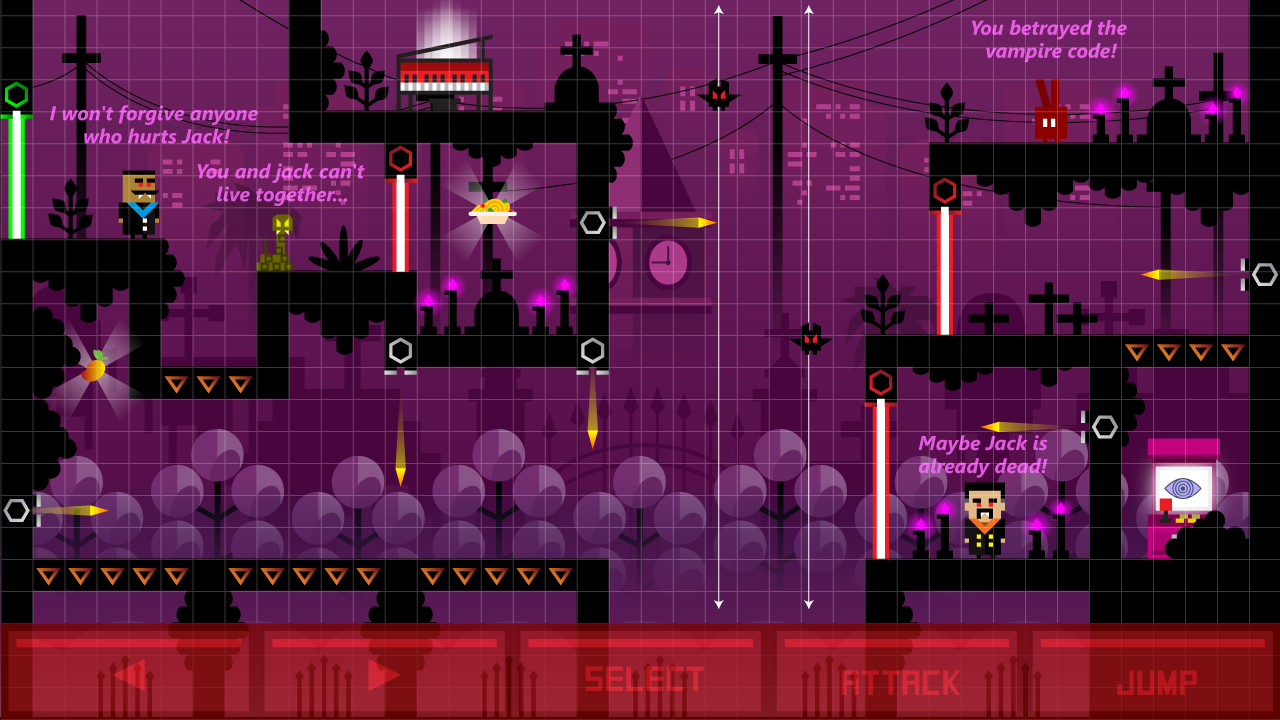 You betrayed the
vampire code!
I won't forgive anyone
who hurts Jack!
You and jack can't
live together...
Maybe Jack is
already dead!
SELECT
ATTACK
JUMP